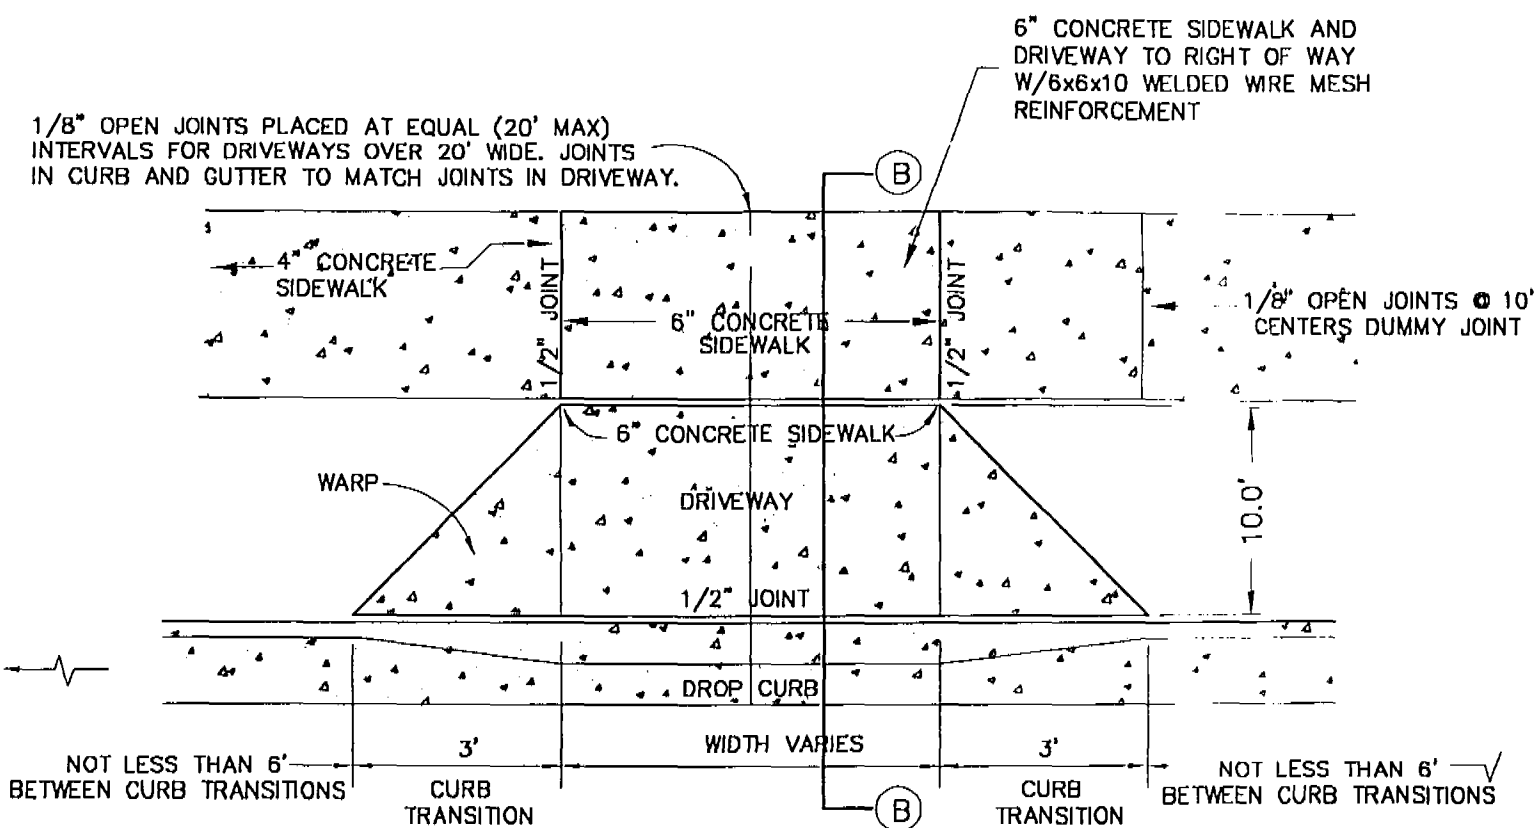 6" CONCRETE SIDEWALK AND
DRIVEWAY TO RIGHT OF WAY
W/6x6x10 WELDED WIRE MESH
REINFORCEMENT
1/8" OPEN JOINTS PLACED AT EQUAL (20' MAX)
INTERVALS FOR DRIVEWAYS OVER 20' WIDE. JOINTS
IN CURB AND GUTTER TO MATCH JOINTS IN DRIVEWAY.
B
4" CONCRETE
SIDEWALK
1/2" JOINT
6" CONCRETE
SIDEWALK
1/2" JOINT
1/8" OPEN JOINTS @ 10'
CENTERS DUMMY JOINT
6" CONCRETE SIDEWALK
WARP
DRIVEWAY
10.0'
1/2" JOINT
DROP CURB
NOT LESS THAN 6'
BETWEEN CURB TRANSITIONS
3'
CURB
TRANSITION
WIDTH VARIES
3'
CURB
TRANSITION
NOT LESS THAN 6'
BETWEEN CURB TRANSITIONS
B